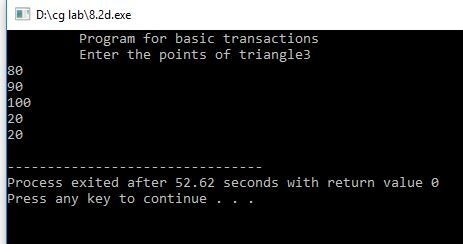 D:\cg lab\8.2d.exe
Program for basic transactions
Enter the points of triangle3
80
90
100
20
20
--------------------------------
Process exited after 52.62 seconds with return value 0
Press any key to continue . . .